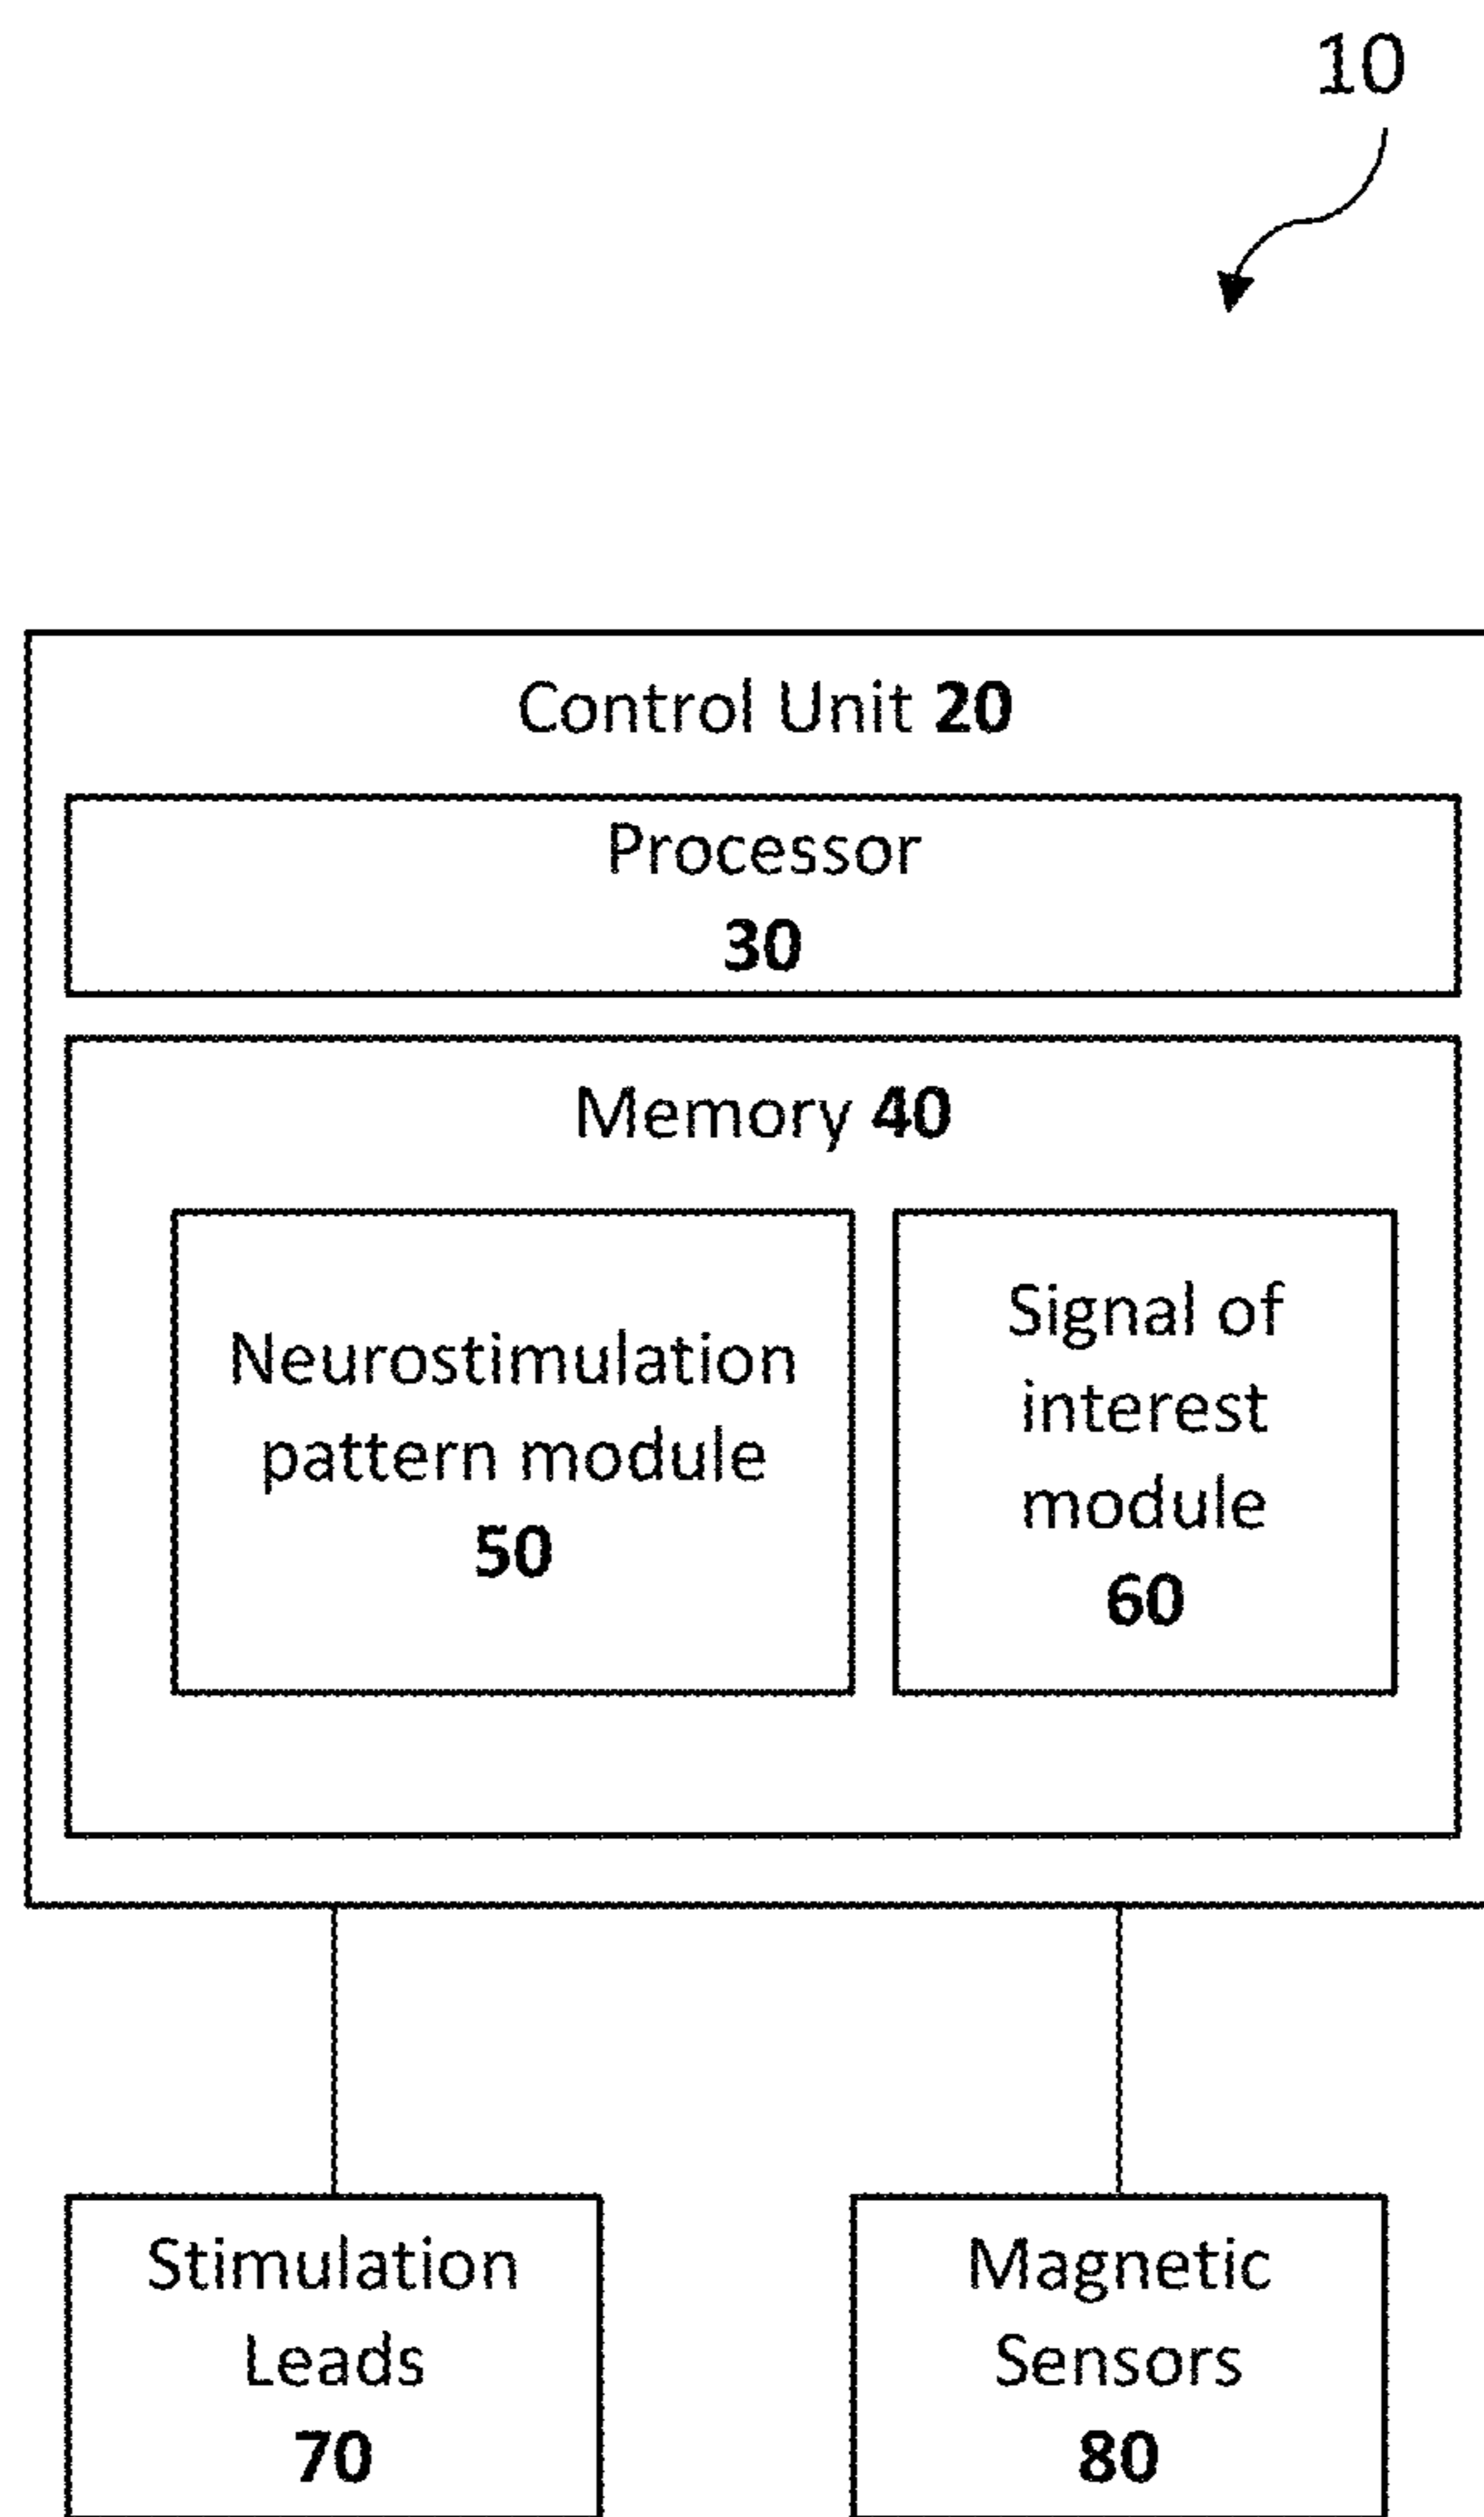 10
Control Unit 20
Processor
30
Memory 40
Neurostimulation
pattern module
50
Signal of
interest
module
60
Stimulation
Leads
70
Magnetic
Sensors
80